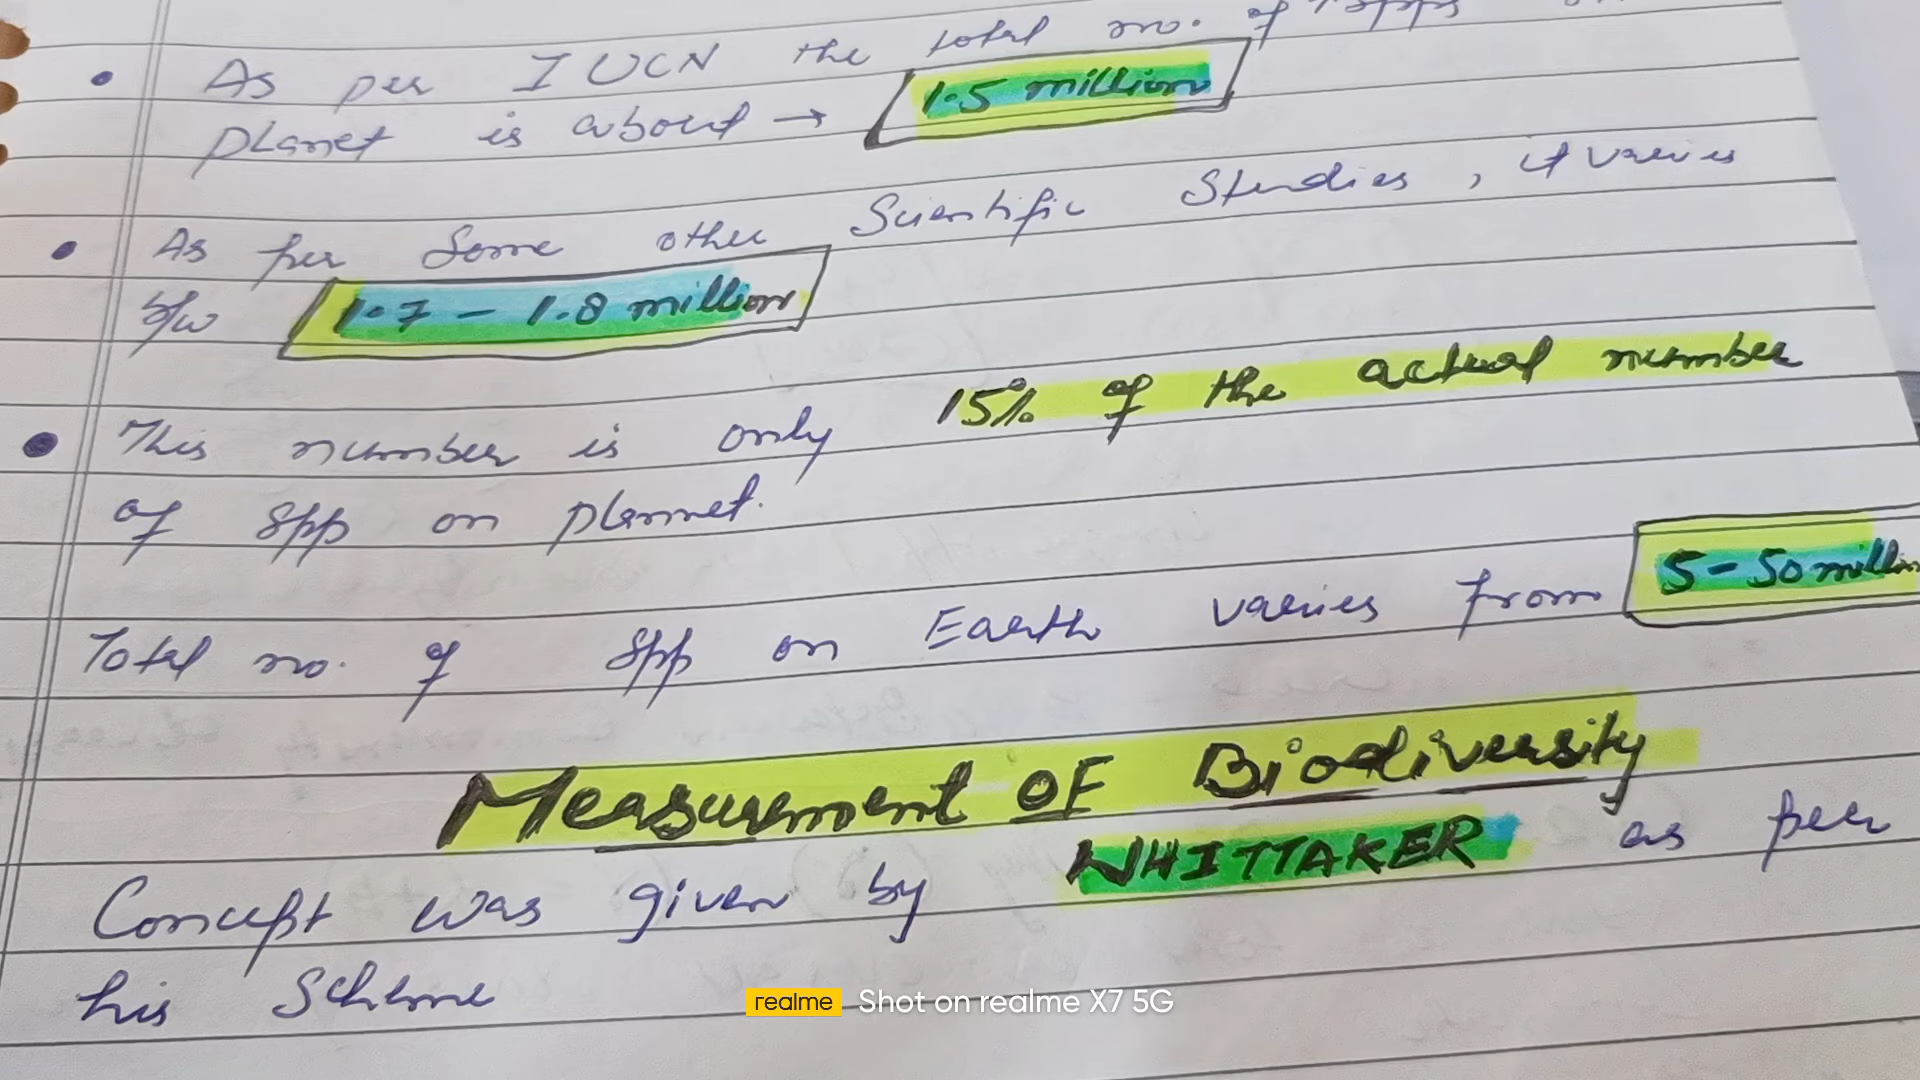 • As per IUCN the total no. of spps
planet is about → 1.5 million
• As per Some other Scientific Studies, it varies
b/w 1.7 - 1.8 million
• This number is only 15% of the actual number
of spp on planet.
Total no. of spp on Earth varies from 5-50 million
Measurement OF Biodiversity
Concept was given by WHITTAKER as per
his Scheme
realme Shot on realme X7 5G